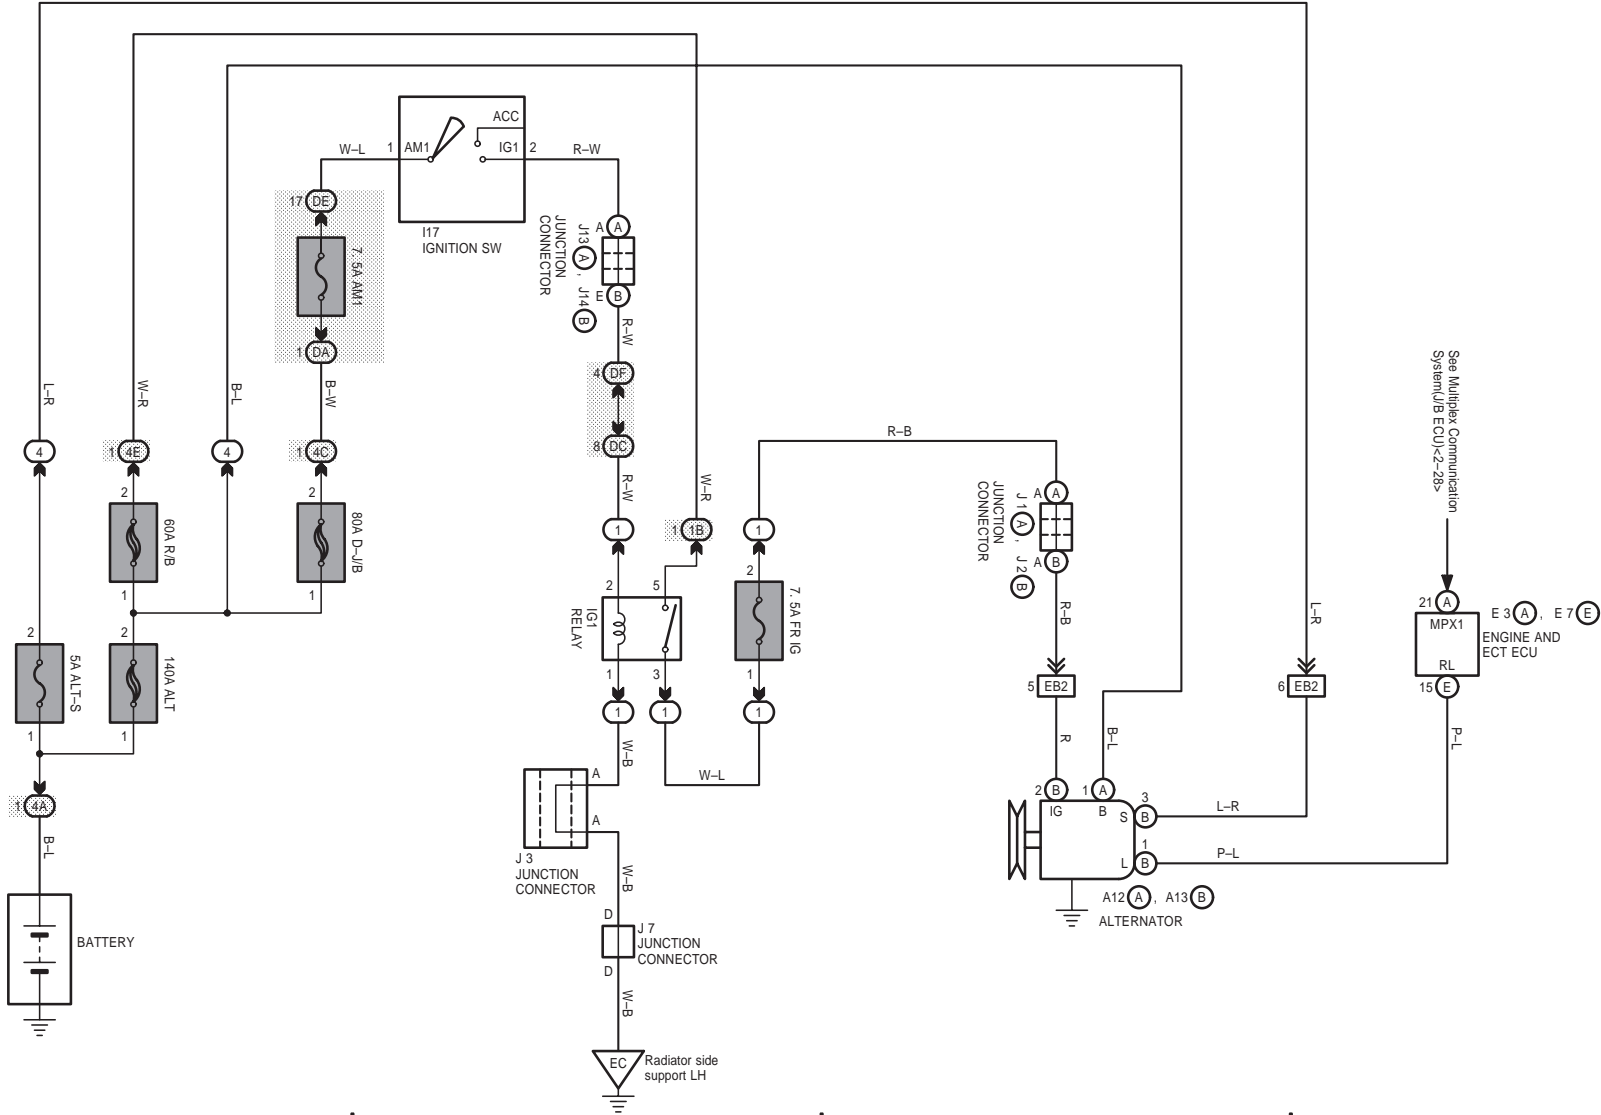 ACC
W–L
1
AM1
IG1
2
R–W
17
DE
I17
IGNITION SW
7. 5A AM1
1
DA
A
A
J13
A
,
J14
B
JUNCTION
CONNECTOR
E
B
R–W
4
DF
8
DC
R–W
L–R
W–R
B–L
B–W
4
1
4E
4
1
4C
2
60A R/B
1
2
80A D–J/B
1
2
5A ALT–S
1
2
140A ALT
1
1
4A
B–L
BATTERY
W–R
1
1
1B
1
2
5
IG1
RELAY
1
3
1
1
2
7. 5A FR IG
1
1
W–B
W–L
A
A
J 3
JUNCTION
CONNECTOR
W–B
D
J 7
JUNCTION
CONNECTOR
D
W–B
EC
Radiator side
support LH
R–B
A
A
J 1
A
,
J 2
B
JUNCTION
CONNECTOR
A
B
R–B
5
EB2
R
B–L
L–R
6
EB2
2
B
1
A
IG
B
S
3
B
L–R
L
1
B
P–L
A12
A
, A13
B
ALTERNATOR
See Multiplex Communication
System(J/B ECU)<2–28>
21
A
MPX1
RL
15
E
E 3
A
, E 7
E
ENGINE AND
ECT ECU
P–L